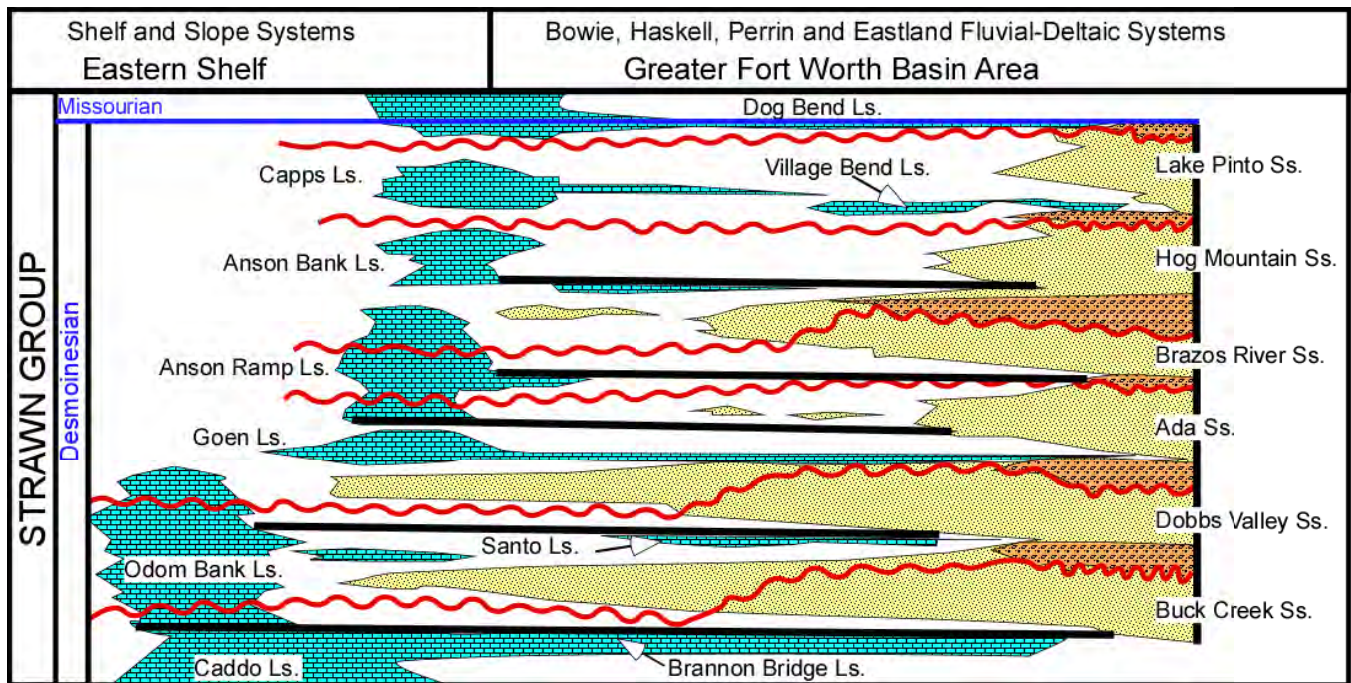 Shelf and Slope Systems
Eastern Shelf
Bowie, Haskell, Perrin and Eastland Fluvial-Deltaic Systems
Greater Fort Worth Basin Area
STRAWN GROUP
Missourian
Desmoinesian
Dog Bend Ls.
Capps Ls.
Village Bend Ls.
Lake Pinto Ss.
Anson Bank Ls.
Hog Mountain Ss.
Anson Ramp Ls.
Brazos River Ss.
Goen Ls.
Ada Ss.
Santo Ls.
Dobbs Valley Ss.
Odom Bank Ls.
Buck Creek Ss.
Caddo Ls.
Brannon Bridge Ls.